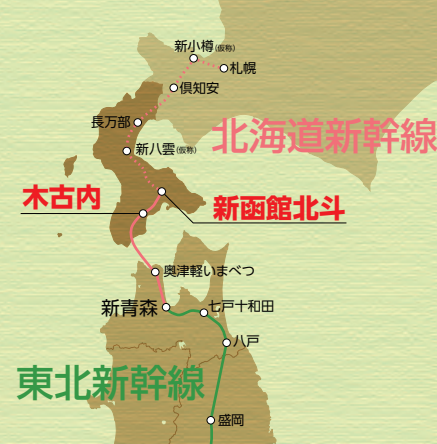 新小樽(仮称)
札幌
倶知安
長万部
北海道新幹線
新八雲(仮称)
木古内
新函館北斗
奥津軽いまべつ
新青森
七戸十和田
八戸
東北新幹線
盛岡